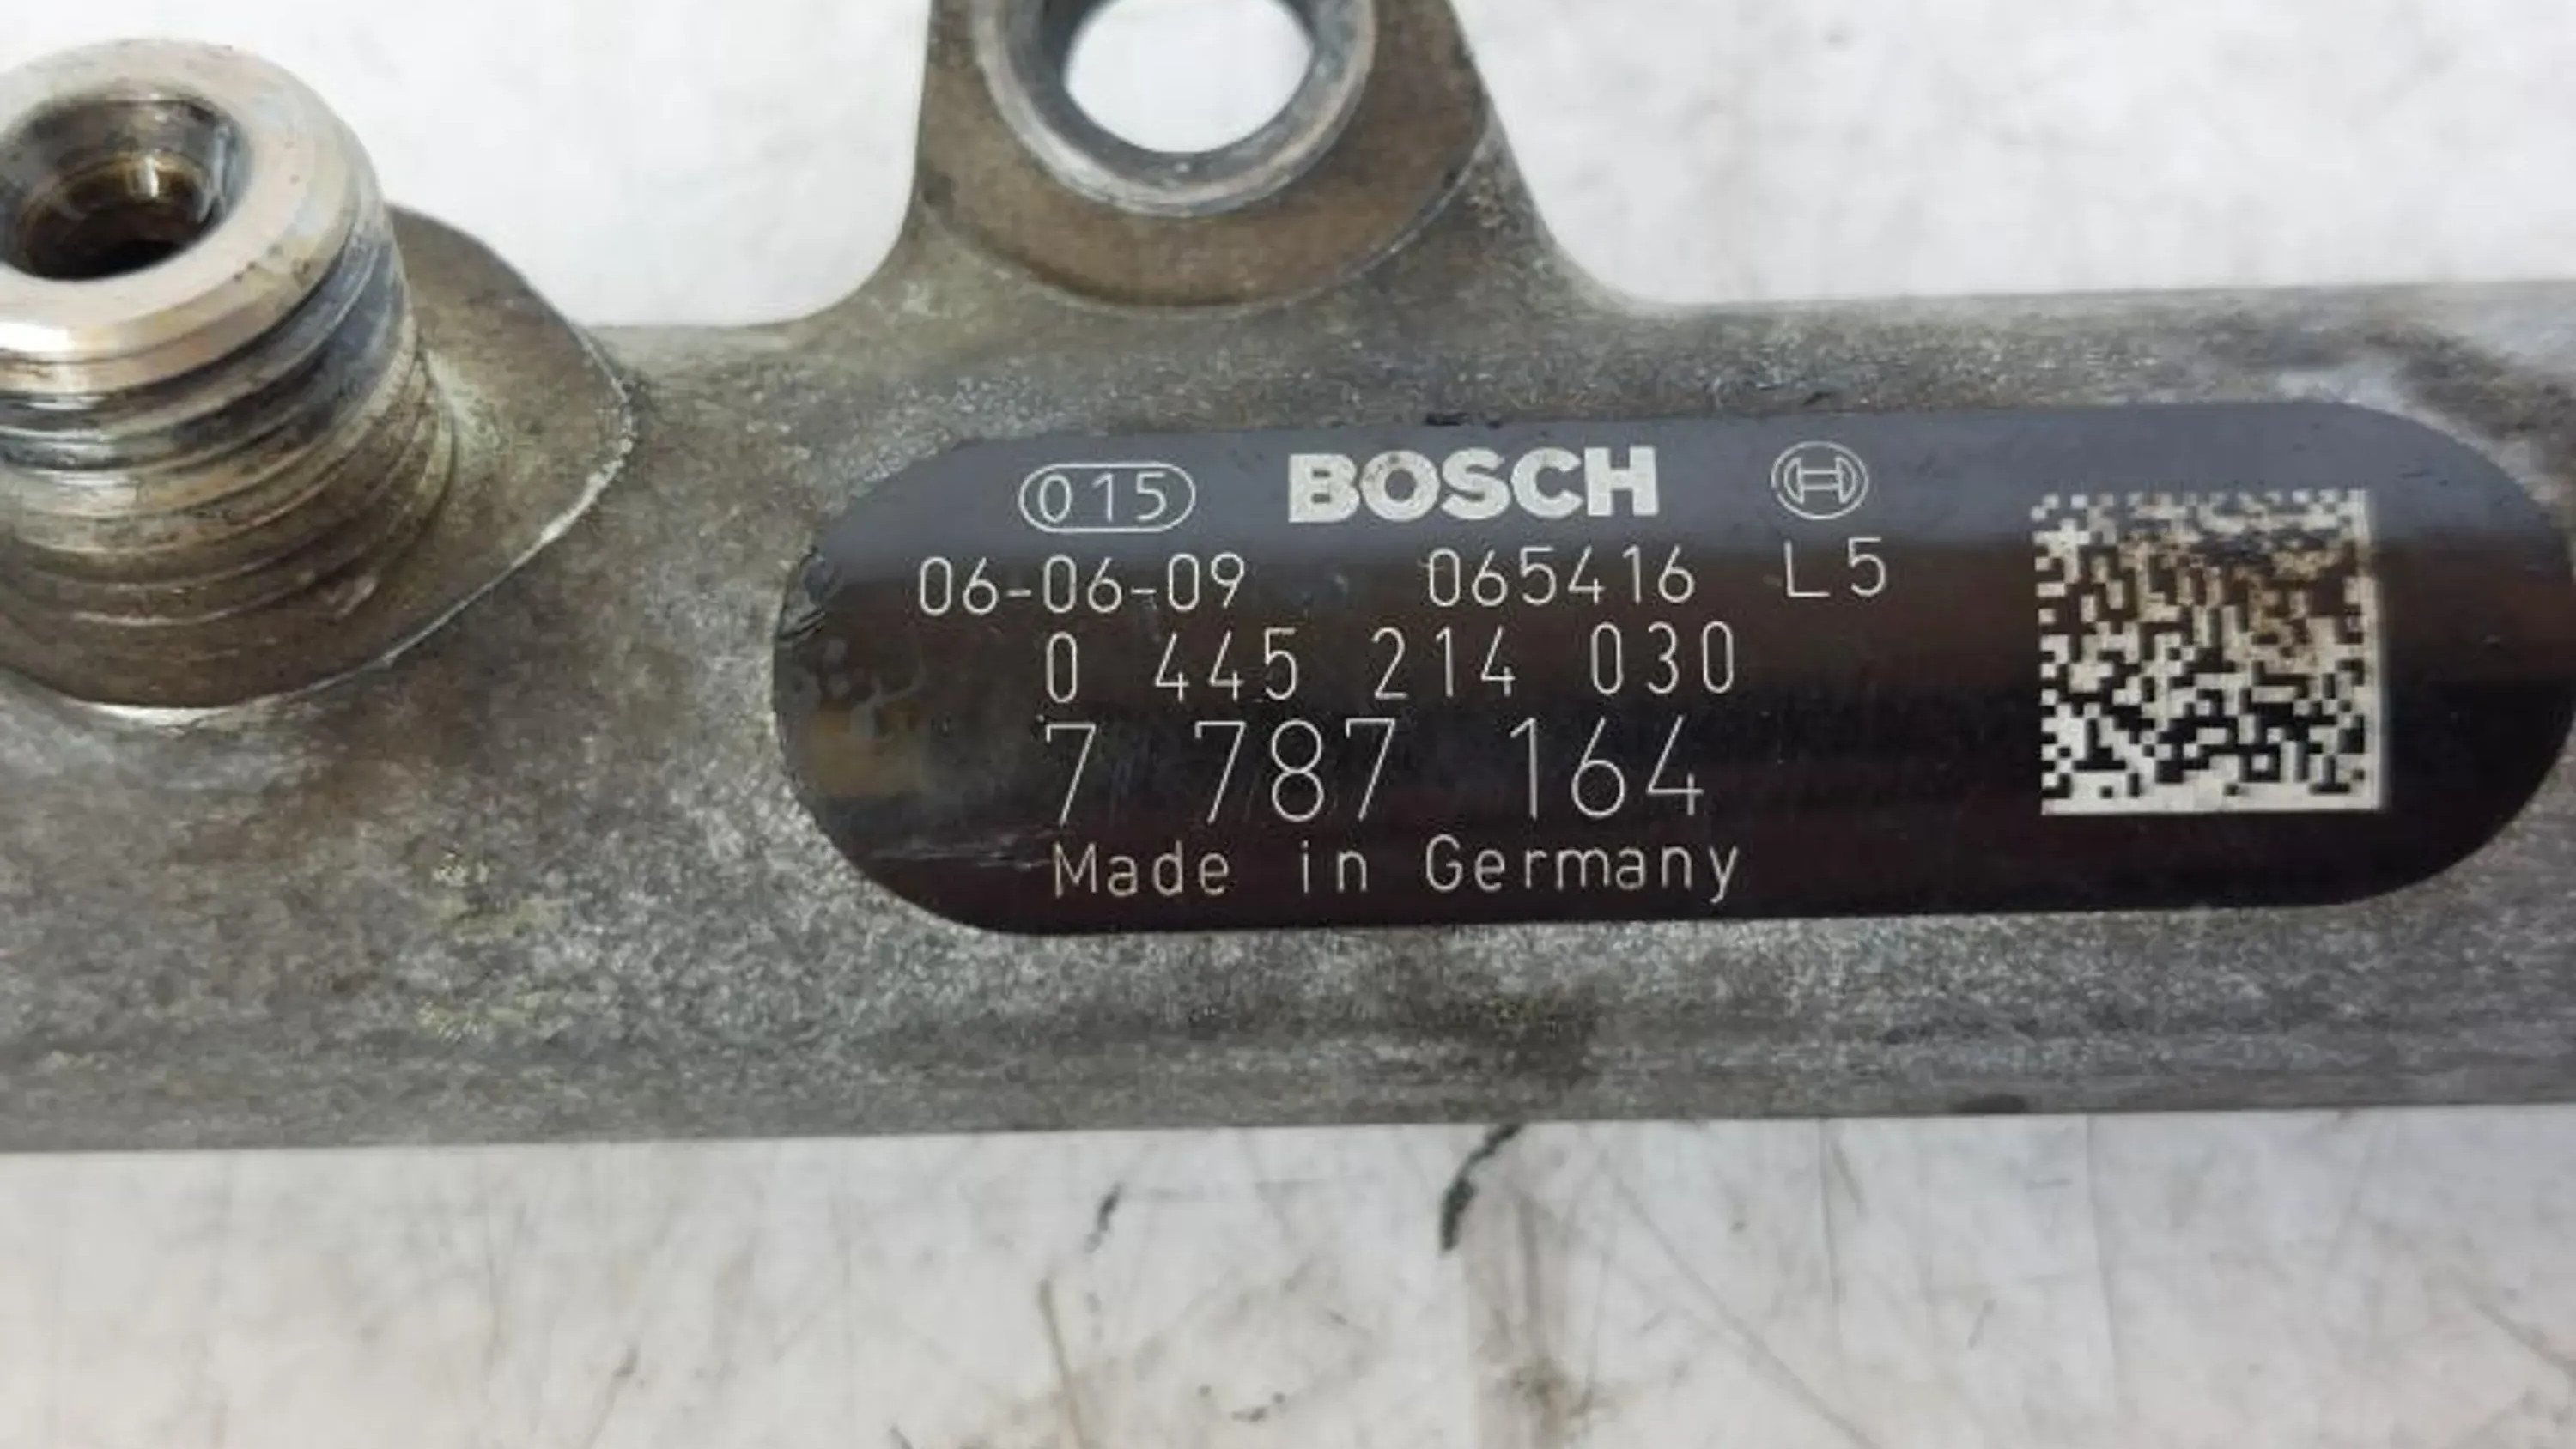 015 BOSCH
06-06-09 065416 L5
0 445 214 030
7 787 164
Made in Germany